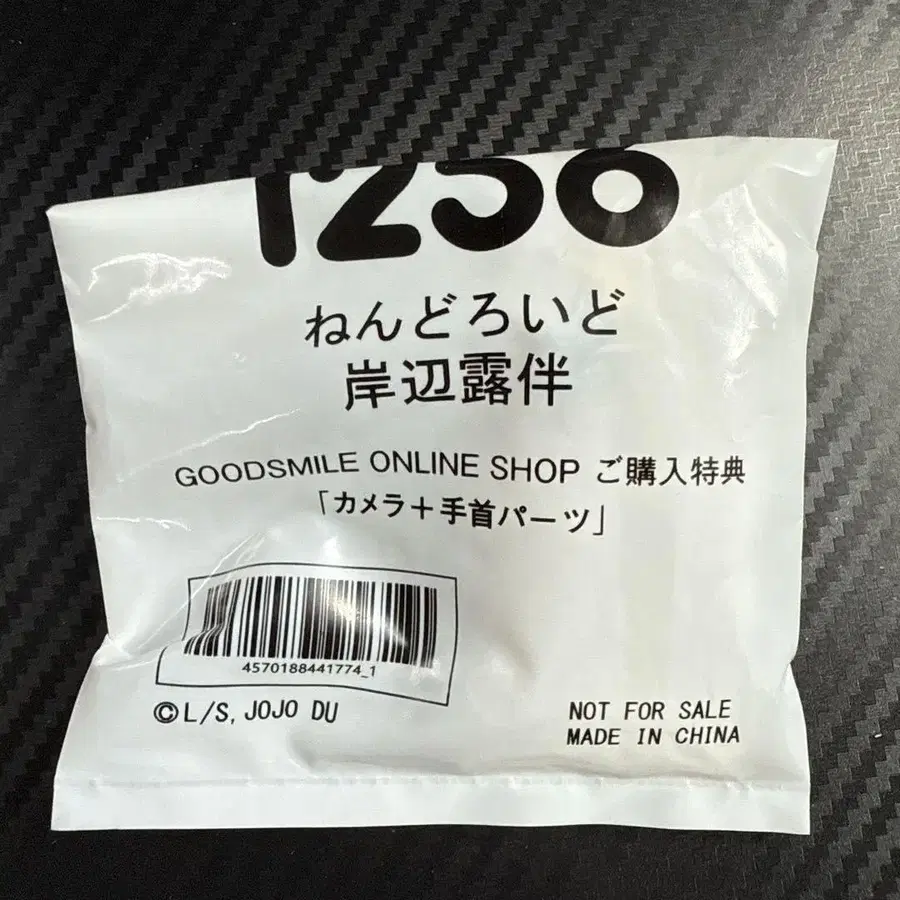 ねんどろいど
岸辺露伴
GOODSMILE ONLINE SHOP ご購入特典
「カメラ＋手首パーツ」
4570188441774_1
©L/S, JOJO DU
NOT FOR SALE
MADE IN CHINA